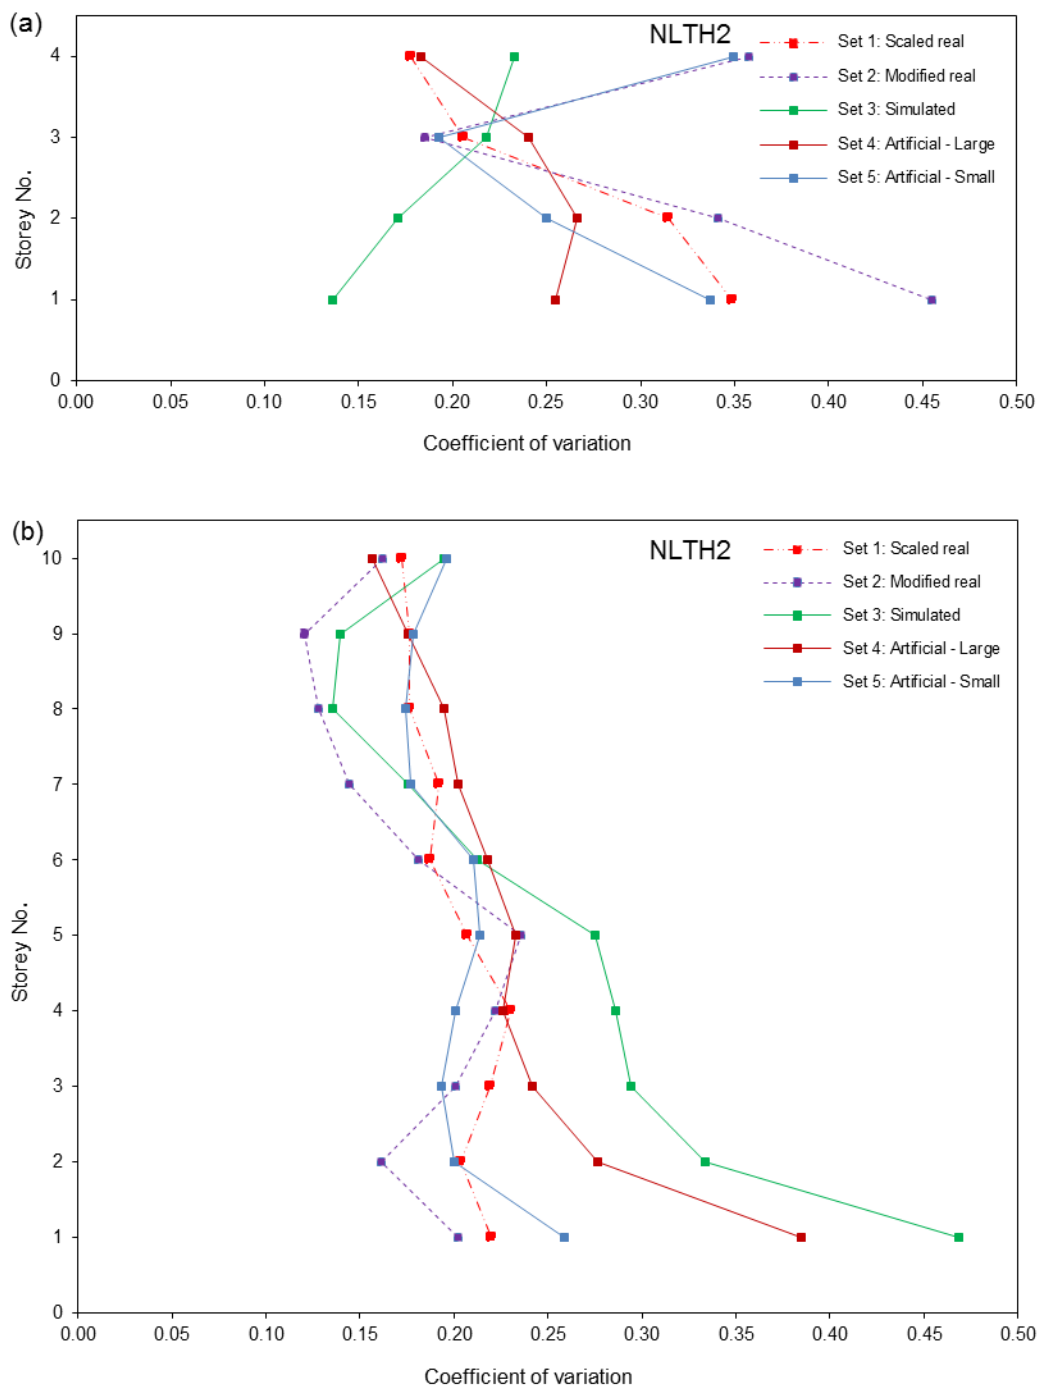 (a)
NLTH2
Set 1: Scaled real
Set 2: Modified real
Set 3: Simulated
Set 4: Artificial - Large
Set 5: Artificial - Small
Storey No.
4
3
2
1
0
0.00 0.05 0.10 0.15 0.20 0.25 0.30 0.35 0.40 0.45 0.50
Coefficient of variation
(b)
NLTH2
Set 1: Scaled real
Set 2: Modified real
Set 3: Simulated
Set 4: Artificial - Large
Set 5: Artificial - Small
Storey No.
10
9
8
7
6
5
4
3
2
1
0
0.00 0.05 0.10 0.15 0.20 0.25 0.30 0.35 0.40 0.45 0.50
Coefficient of variation